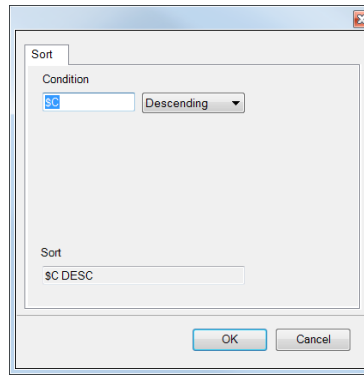 Sort
Condition
$C Descending
Sort
$C DESC
OK Cancel